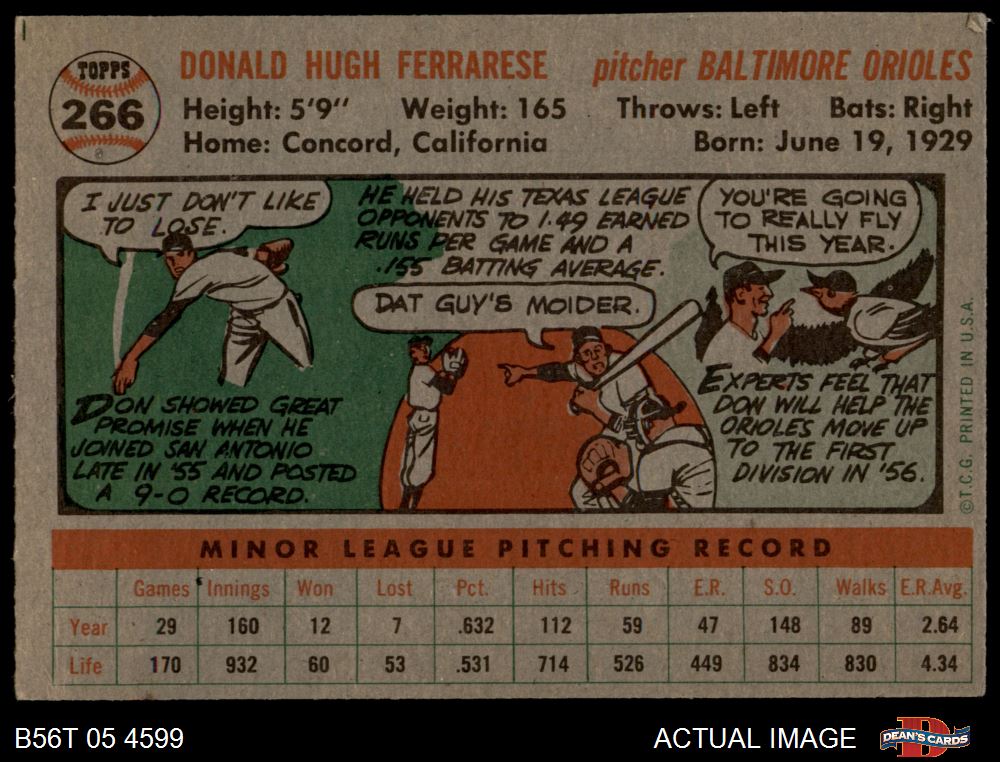 TOPPS
266
DONALD HUGH FERRARESE
pitcher BALTIMORE ORIOLES
Height: 5'9" Weight: 165 Throws: Left Bats: Right
Home: Concord, California Born: June 19, 1929
I JUST DON'T LIKE
TO LOSE.
DON SHOWED GREAT
PROMISE WHEN HE
JOINED SAN ANTONIO
LATE IN '55 AND POSTED
A 9-0 RECORD.
HE HELD HIS TEXAS LEAGUE
OPPONENTS TO 1.49 EARNED
RUNS PER GAME AND A
.155 BATTING AVERAGE.
DAT GUY'S MOIDER.
YOU'RE GOING
TO REALLY FLY
THIS YEAR.
EXPERTS FEEL THAT
DON WILL HELP THE
ORIOLES MOVE UP
TO THE FIRST
DIVISION IN '56.
©T.C.G. PRINTED IN U.S.A.
MINOR LEAGUE PITCHING RECORD
Games Innings Won Lost Pct. Hits Runs E.R. S.O. Walks E.R.Avg.
Year 29 160 12 7 .632 112 59 47 148 89 2.64
Life 170 932 60 53 .531 714 526 449 834 830 4.34
B56T 05 4599
ACTUAL IMAGE
DEAN'S CARDS